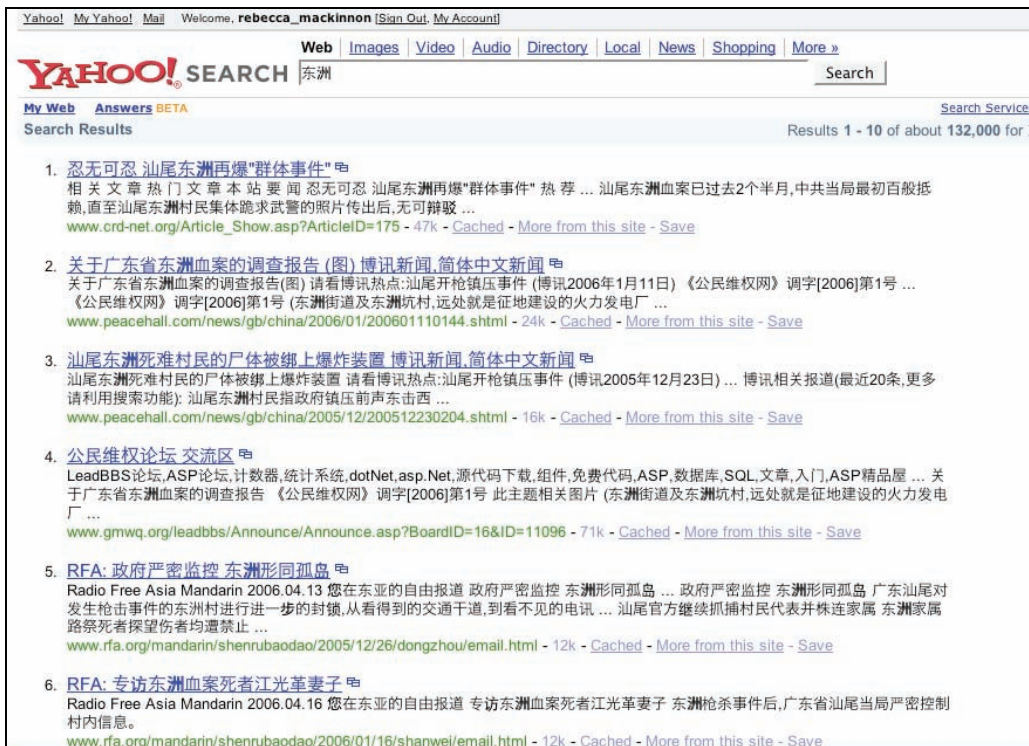 Yahoo! My Yahoo! Mail Welcome, rebecca_mackinnon [Sign Out, My Account]
Web Images Video Audio Directory Local News Shopping More »
YAHOO! SEARCH 东洲 Search
My Web Answers BETA Search Service
Search Results Results 1 - 10 of about 132,000 for
1. 忍无可忍 汕尾东洲再爆"群体事件"
相 关 文 章 热 门 文 章 本 站 要 闻 忍无可忍 汕尾东洲再爆"群体事件" 热 荐 ... 汕尾东洲血案已过去2个半月,中共当局最初百般抵
赖,直至汕尾东洲村民集体跪求武警的照片传出后,无可辩驳 ...
www.crd-net.org/Article_Show.asp?ArticleID=175 - 47k - Cached - More from this site - Save
2. 关于广东省东洲血案的调查报告 (图) 博讯新闻,简体中文新闻
关于广东省东洲血案的调查报告(图) 请看博讯热点:汕尾开枪镇压事件 (博讯2006年1月11日) 《公民维权网》调字[2006]第1号 ...
《公民维权网》调字[2006]第1号 (东洲街道及东洲坑村,远处就是征地建设的火力发电厂 ...
www.peacehall.com/news/gb/china/2006/01/200601110144.shtml - 24k - Cached - More from this site - Save
3. 汕尾东洲死难村民的尸体被绑上爆炸装置 博讯新闻,简体中文新闻
汕尾东洲死难村民的尸体被绑上爆炸装置 请看博讯热点:汕尾开枪镇压事件 (博讯2005年12月23日) ... 博讯相关报道(最近20条,更多
请利用搜索功能): 汕尾东洲村民指政府镇压前声东击西 ...
www.peacehall.com/news/gb/china/2005/12/200512230204.shtml - 16k - Cached - More from this site - Save
4. 公民维权论坛 交流区
LeadBBS论坛,ASP论坛,计数器,统计系统,dotNet,asp.Net,源代码下载,组件,免费代码,ASP,数据库,SQL,文章,入门,ASP精品屋 ... 关
于广东省东洲血案的调查报告 《公民维权网》调字[2006]第1号 此主题相关图片 (东洲街道及东洲坑村,远处就是征地建设的火力发电
厂 ...
www.gmwq.org/leadbbs/Announce/Announce.asp?BoardID=16&ID=11096 - 71k - Cached - More from this site - Save
5. RFA: 政府严密监控 东洲形同孤岛
Radio Free Asia Mandarin 2006.04.13 您在东亚的自由报道 政府严密监控 东洲形同孤岛 ... 政府严密监控 东洲形同孤岛 广东汕尾对
发生枪击事件的东洲村进行进一步的封锁,从看得到的交通干道,到看不见的电讯 ... 汕尾官方继续抓捕村民代表并株连家属 东洲家属
路祭死者探望伤者均遭禁止 ...
www.rfa.org/mandarin/shenrubaodao/2005/12/26/dongzhou/email.html - 12k - Cached - More from this site - Save
6. RFA: 专访东洲血案死者江光革妻子
Radio Free Asia Mandarin 2006.04.16 您在东亚的自由报道 专访东洲血案死者江光革妻子 东洲枪杀事件后,广东省汕尾当局严密控制
村内信息。
www.rfa.org/mandarin/shenrubaodao/2006/01/16/shanwei/email.html - 12k - Cached - More from this site - Save